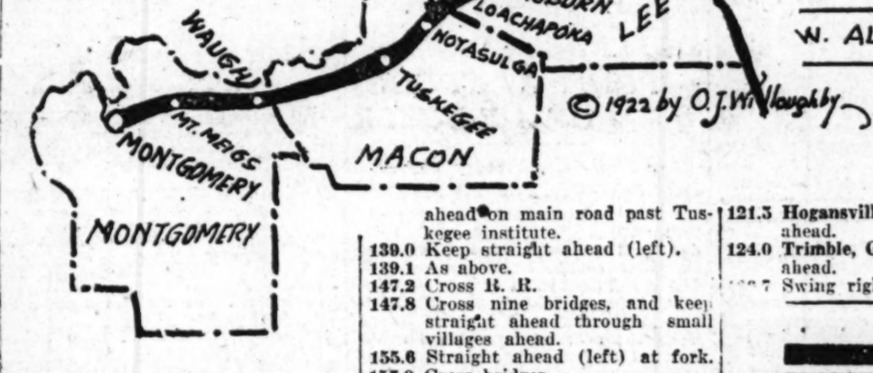 AUBURN
LOACHAPOKA
LEE
W. AL
WAUGH
NOTASULGA
TUSKEGEE
© 1922 by O.J. Willoughby
MT. MEIGS
MONTGOMERY
MACON
MONTGOMERY
ahead on main road past Tus-
kegee institute.
139.0 Keep straight ahead (left).
139.1 As above.
147.2 Cross R. R.
147.8 Cross nine bridges, and keep
straight ahead through small
villages ahead.
155.6 Straight ahead (left) at fork.
121.3 Hogansvil
ahead.
124.0 Trimble, G
ahead.
7 Swing rig